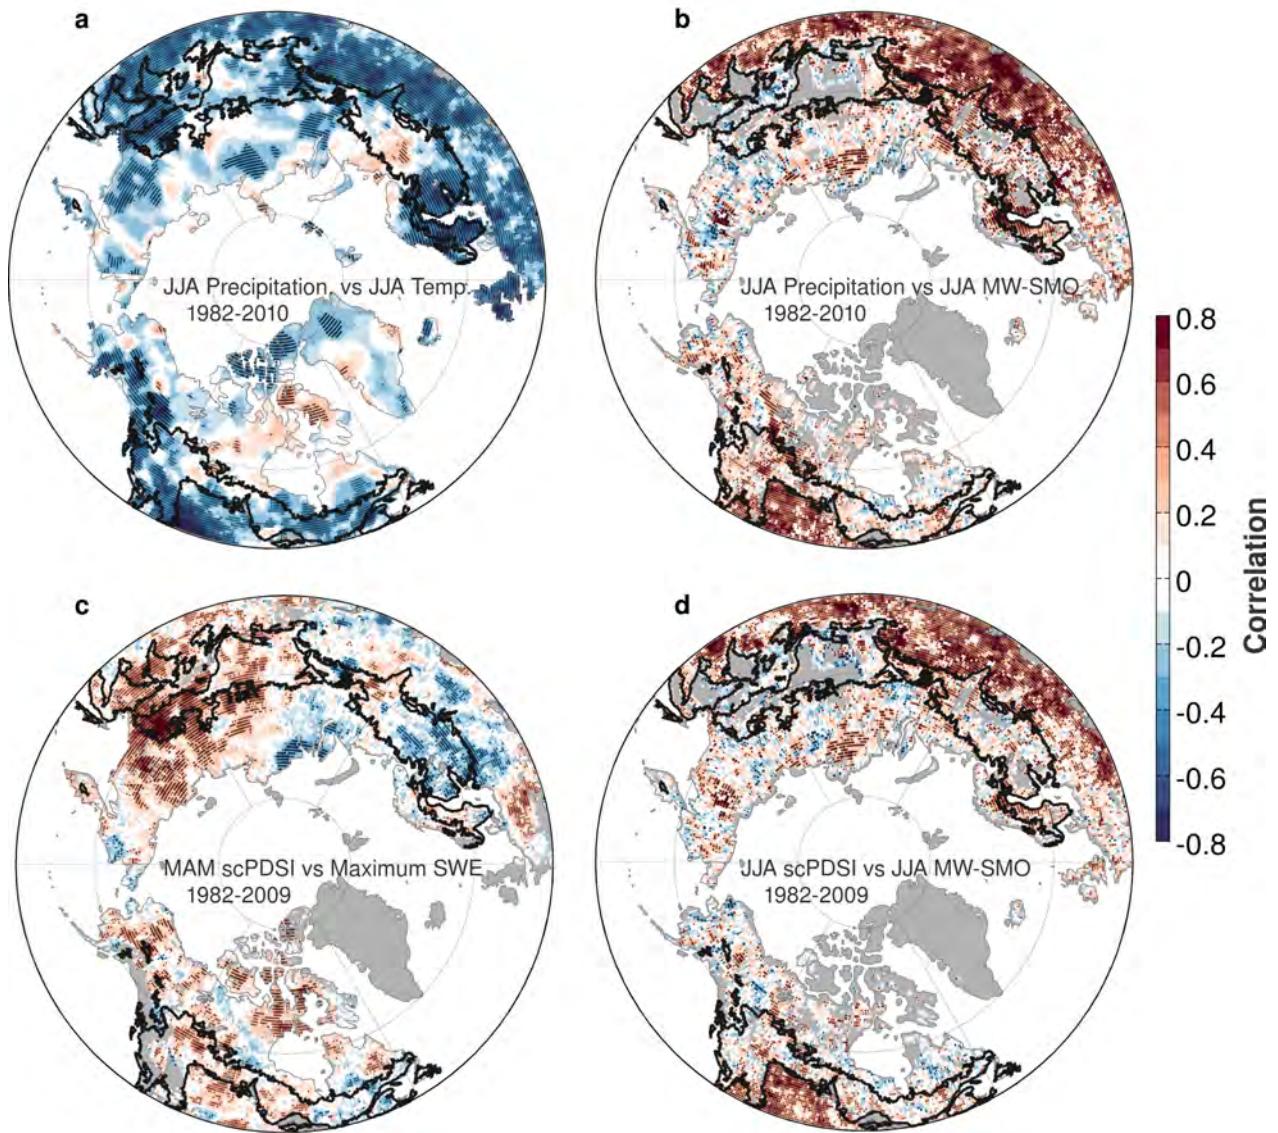 a
b
JJA Precipitation. vs JJA Temp.
1982-2010
JJA Precipitation vs JJA MW-SMO
1982-2010
c
d
MAM scPDSI vs Maximum SWE
1982-2009
JJA scPDSI vs JJA MW-SMO
1982-2009
0.8
0.6
0.4
0.2
0
-0.2
-0.4
-0.6
-0.8
Correlation